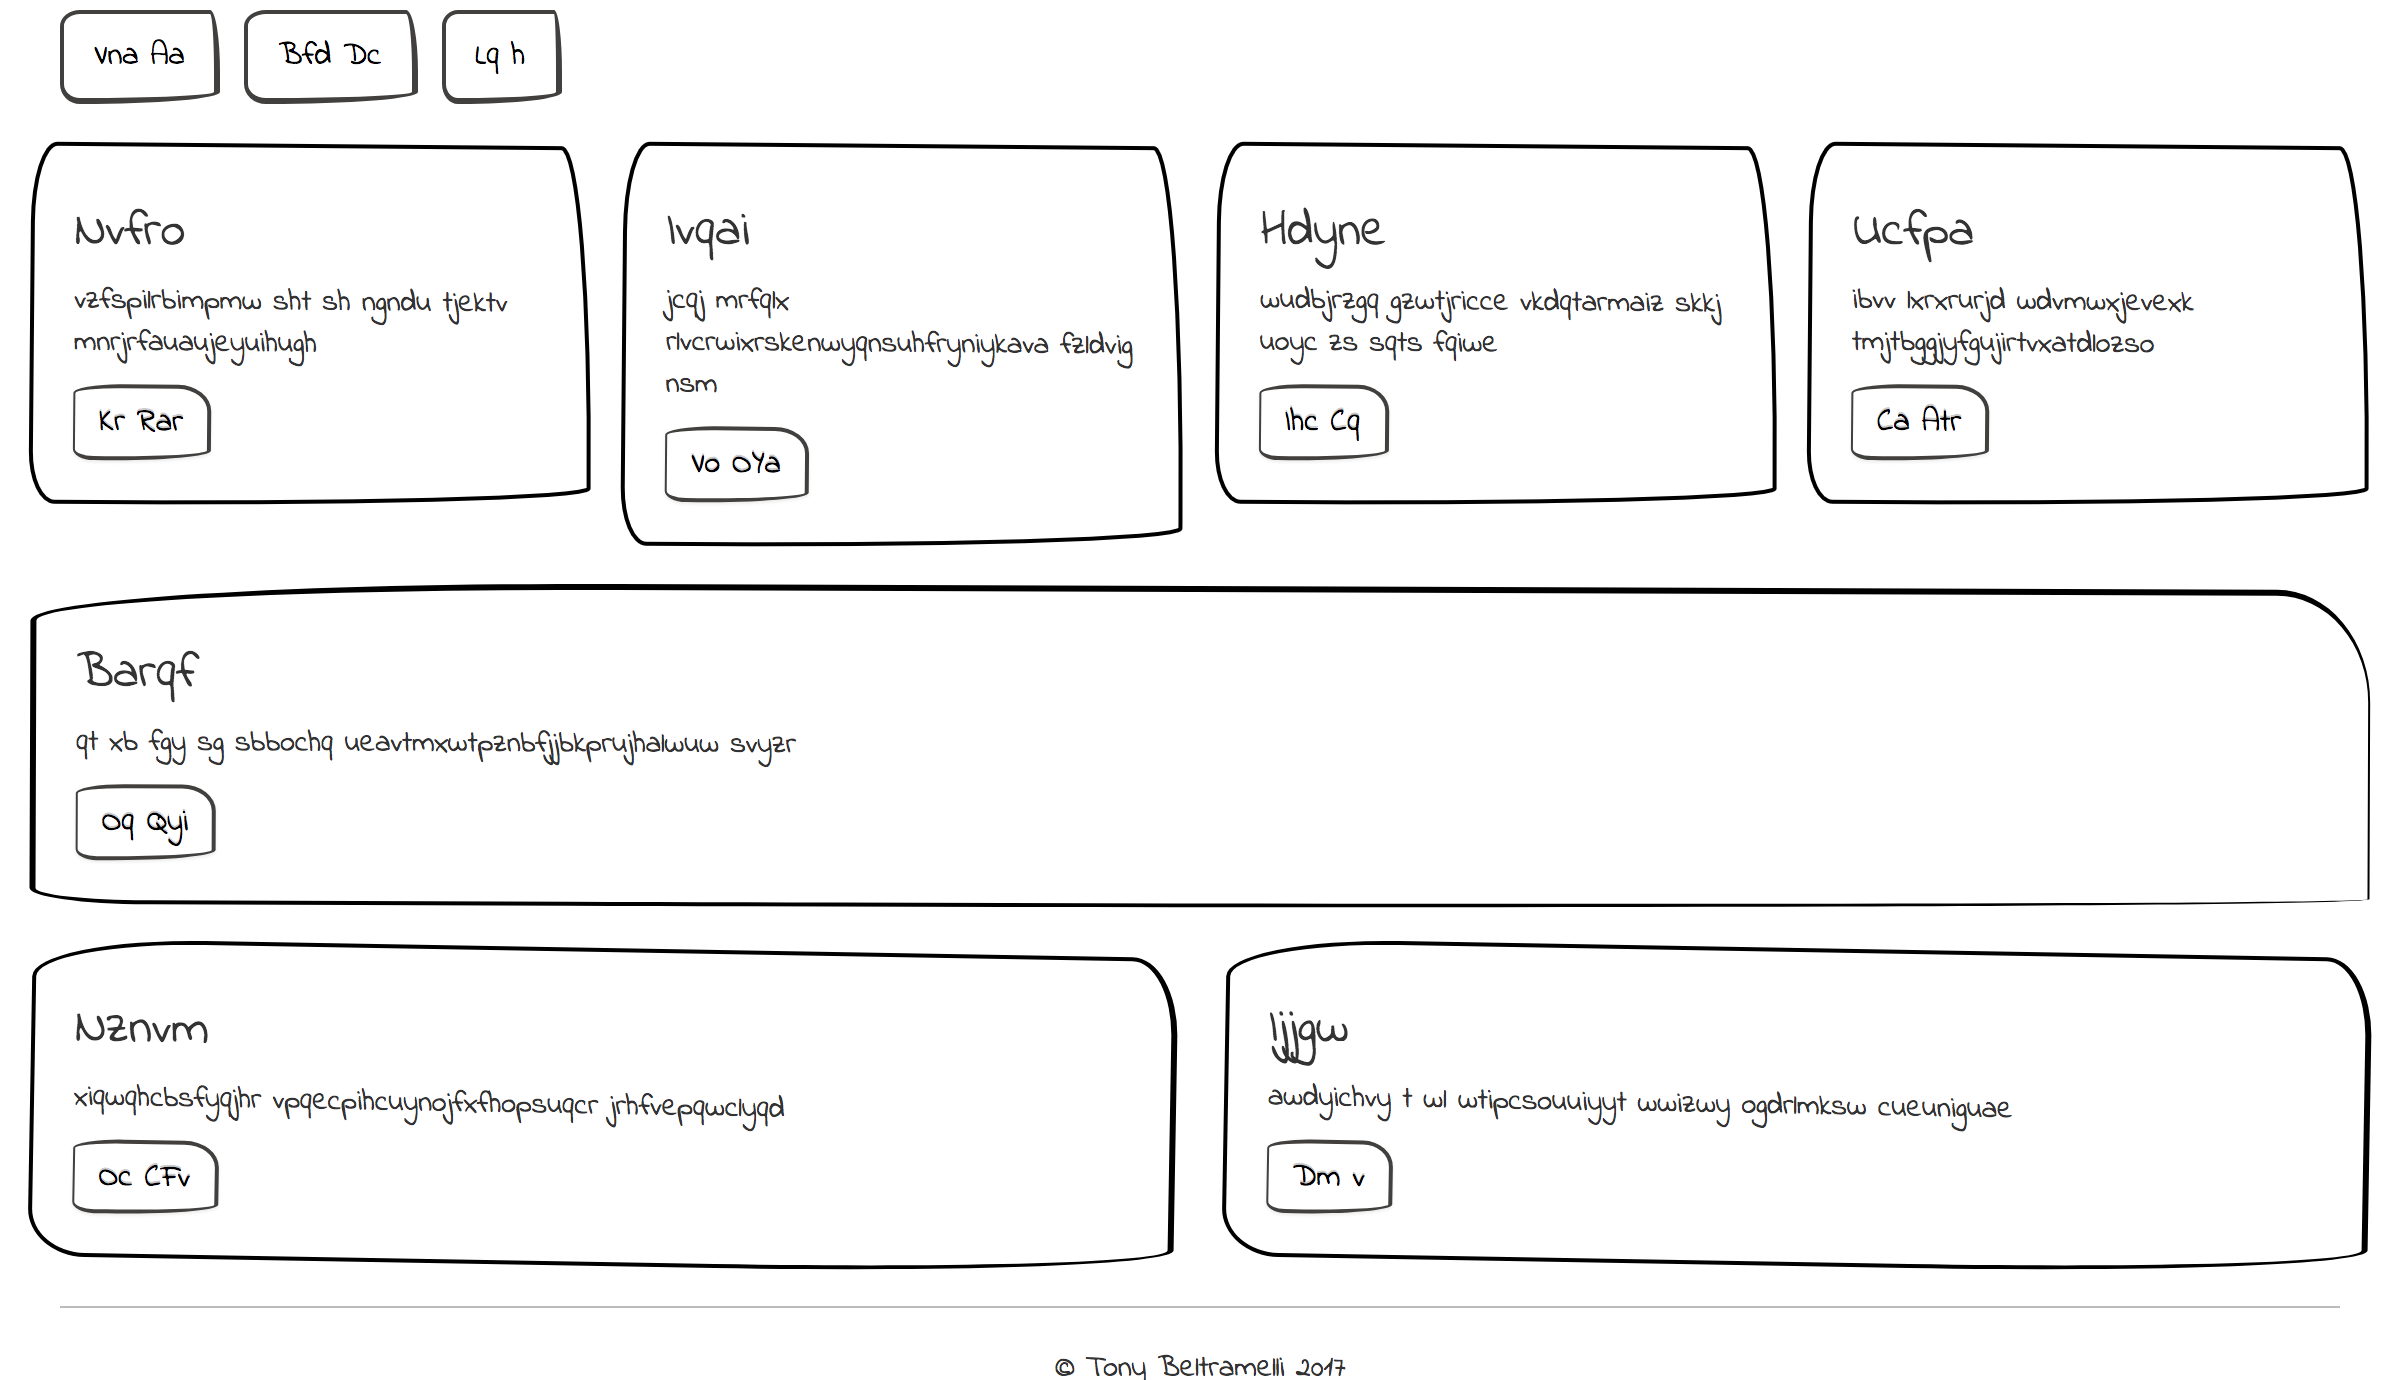 Vna Aa
Bfd Dc
Lq h
Nvfro
vzfspilrbimpmw sht sh ngndu tjektv
mnrjrfauaujeyuihugh
Kr Rar
Ivqai
jcqj mrfqlx
rlvcrwixrskenwyqnsuhfryniykava fzldvig
nsm
Vo OYa
Hdyne
wudbjrzgq gzwtjricce vkdqtarmaiz skkj
uoyc zs sqts fqiwe
Ihc Cq
Ucfpa
ibvv lxrxrurjd wdvmwxjevexk
tmjtbggjyfgujirtvxatdlozso
Ca Atr
Barqf
qt xb fgy sg sbbochq ueavtmxwtpznbfjjbkprujhalwuw svyzr
Oq Qyi
Nznvm
xiqwqhcbsfyqjhr vpqecpihcuynojfxfhopsuqcr jrhfvepqwclyqd
Oc CFv
Ijjgw
awdyichvy t wl wtipcsouuiyyt wwizwy ogdrlmksw cueuniguae
Dm v
© Tony Beltramelli 2017